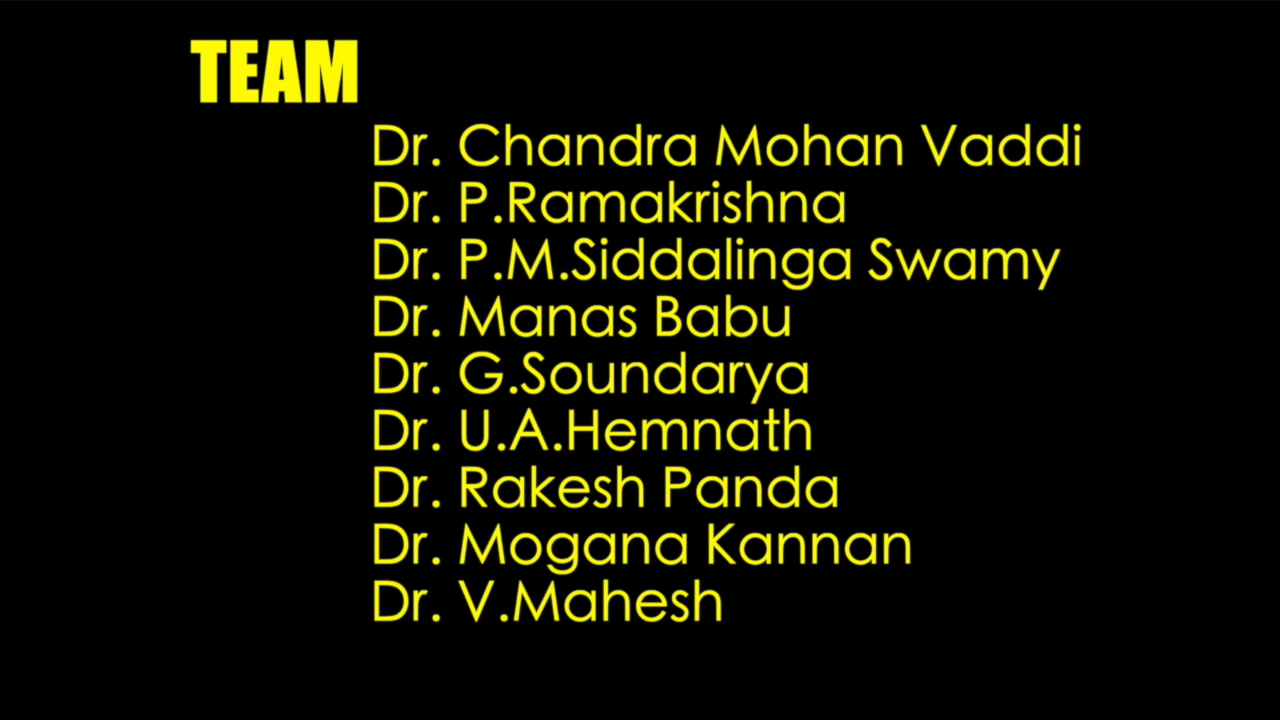 TEAM
Dr. Chandra Mohan Vaddi
Dr. P.Ramakrishna
Dr. P.M.Siddalinga Swamy
Dr. Manas Babu
Dr. G.Soundarya
Dr. U.A.Hemnath
Dr. Rakesh Panda
Dr. Mogana Kannan
Dr. V.Mahesh